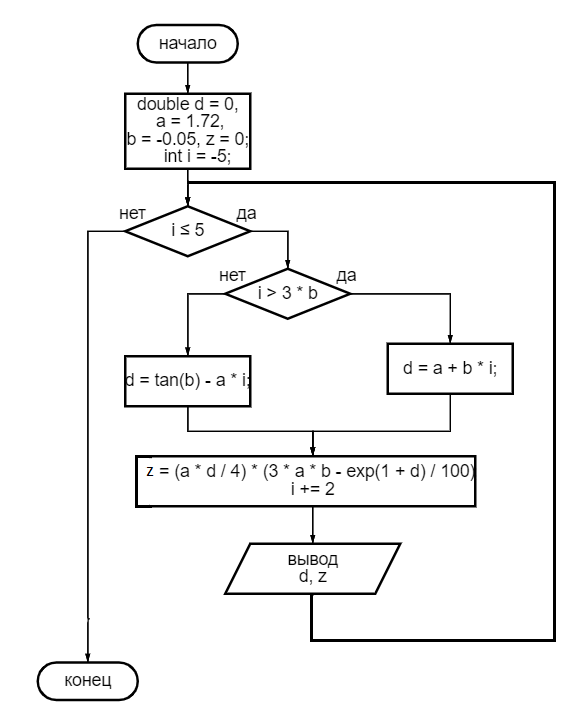 начало
double d = 0,
a = 1.72,
b = -0.05, z = 0;
int i = -5;
нет
да
i ≤ 5
нет
да
i > 3 * b
d = tan(b) - a * i;
d = a + b * i;
z = (a * d / 4) * (3 * a * b - exp(1 + d) / 100)
i += 2
вывод
d, z
конец